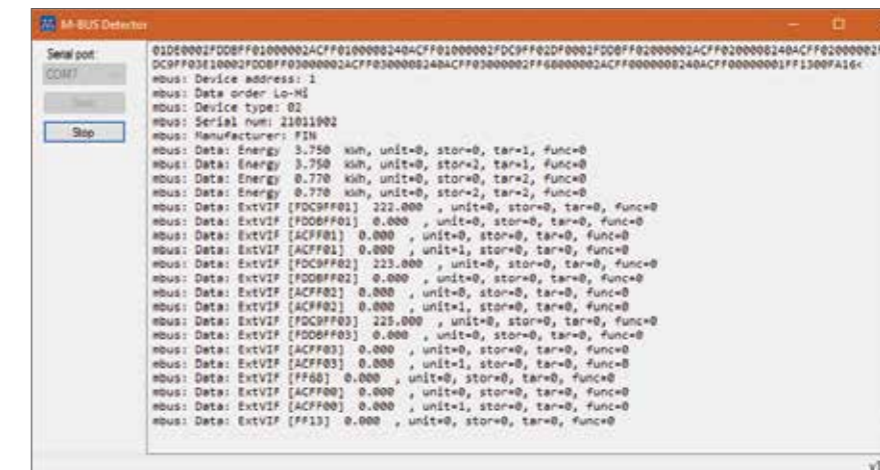 M-BUS Detector
Serial port:
COM7
Start
Stop
01DE0002FDDBFF01000002ACFF0100008240ACFF01000002FDC9FF02DF0002FDDBFF02000002ACFF0200008240ACFF02000002F
DC9FF03E10002FDDBFF03000002ACFF0300008240ACFF03000002FF68000002ACFF0000008240ACFF00000001FF1300FA16<
mbus: Device address: 1
mbus: Data order Lo-Hi
mbus: Device type: 02
mbus: Serial num: 21011902
mbus: Manufacturer: FIN
mbus: Data: Energy 3.750 kWh, unit=0, stor=0, tar=1, func=0
mbus: Data: Energy 3.750 kWh, unit=0, stor=2, tar=1, func=0
mbus: Data: Energy 0.770 kWh, unit=0, stor=0, tar=2, func=0
mbus: Data: Energy 0.770 kWh, unit=0, stor=2, tar=2, func=0
mbus: Data: ExtVIF [FDC9FF01] 222.000 , unit=0, stor=0, tar=0, func=0
mbus: Data: ExtVIF [FDDBFF01] 0.000 , unit=0, stor=0, tar=0, func=0
mbus: Data: ExtVIF [ACFF01] 0.000 , unit=0, stor=0, tar=0, func=0
mbus: Data: ExtVIF [ACFF01] 0.000 , unit=1, stor=0, tar=0, func=0
mbus: Data: ExtVIF [FDC9FF02] 223.000 , unit=0, stor=0, tar=0, func=0
mbus: Data: ExtVIF [FDDBFF02] 0.000 , unit=0, stor=0, tar=0, func=0
mbus: Data: ExtVIF [ACFF02] 0.000 , unit=0, stor=0, tar=0, func=0
mbus: Data: ExtVIF [ACFF02] 0.000 , unit=1, stor=0, tar=0, func=0
mbus: Data: ExtVIF [FDC9FF03] 225.000 , unit=0, stor=0, tar=0, func=0
mbus: Data: ExtVIF [FDDBFF03] 0.000 , unit=0, stor=0, tar=0, func=0
mbus: Data: ExtVIF [ACFF03] 0.000 , unit=0, stor=0, tar=0, func=0
mbus: Data: ExtVIF [ACFF03] 0.000 , unit=1, stor=0, tar=0, func=0
mbus: Data: ExtVIF [FF68] 0.000 , unit=0, stor=0, tar=0, func=0
mbus: Data: ExtVIF [ACFF00] 0.000 , unit=0, stor=0, tar=0, func=0
mbus: Data: ExtVIF [ACFF00] 0.000 , unit=1, stor=0, tar=0, func=0
mbus: Data: ExtVIF [FF13] 0.000 , unit=0, stor=0, tar=0, func=0